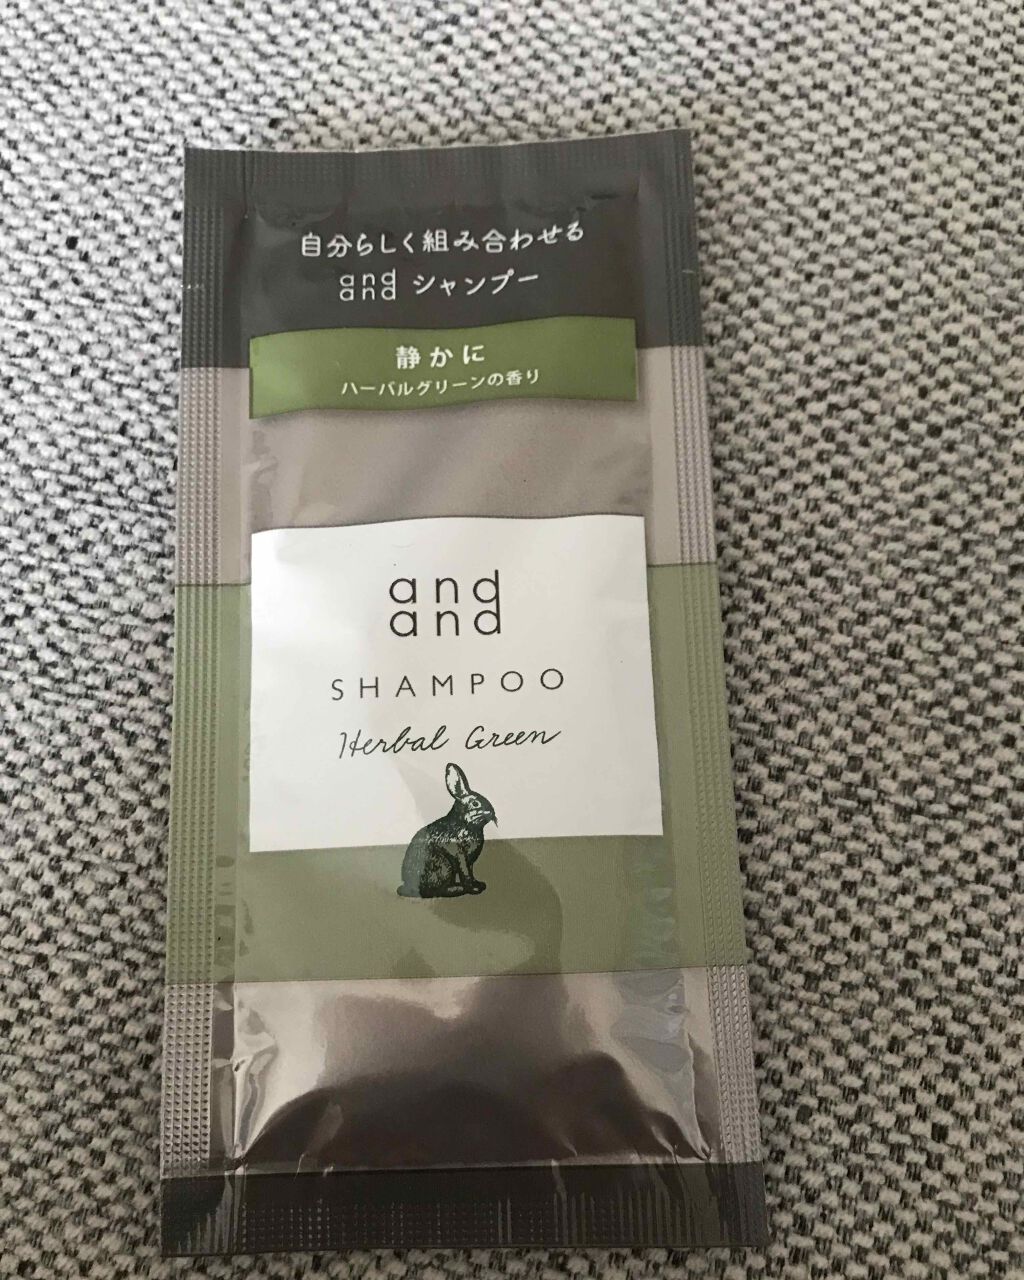 自分らしく組み合わせる
and and シャンプー
静かに
ハーバルグリーンの香り
and
and
SHAMPOO
Herbal Green